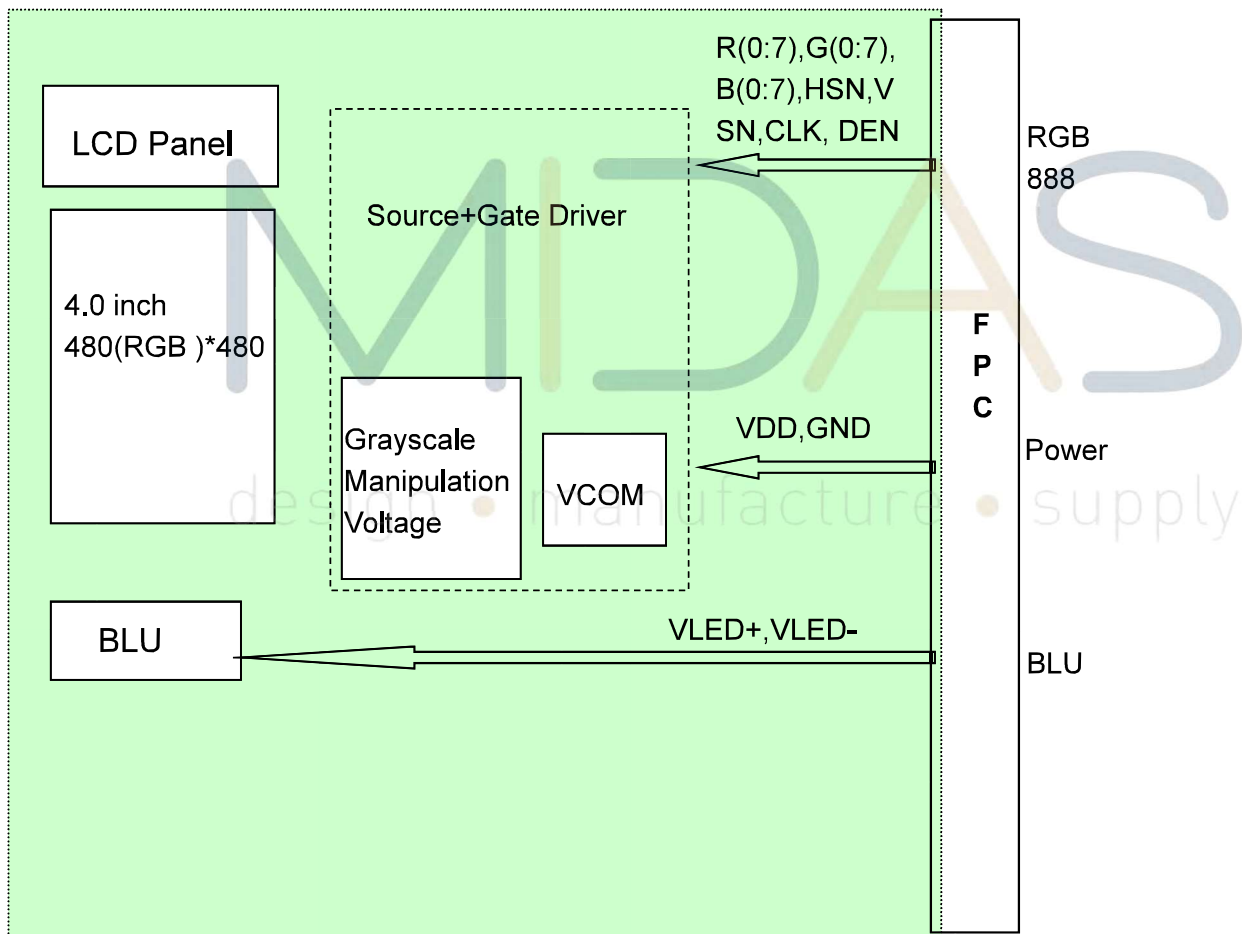 R(0:7),G(0:7),
B(0:7),HSN,V
SN,CLK, DEN
RGB
888
LCD Panel
Source+Gate Driver
4.0 inch
480(RGB )*480
F
P
C
Grayscale
Manipulation
Voltage
VCOM
VDD,GND
Power
BLU
VLED+,VLED-
BLU
MIDAS
design • manufacture • supply